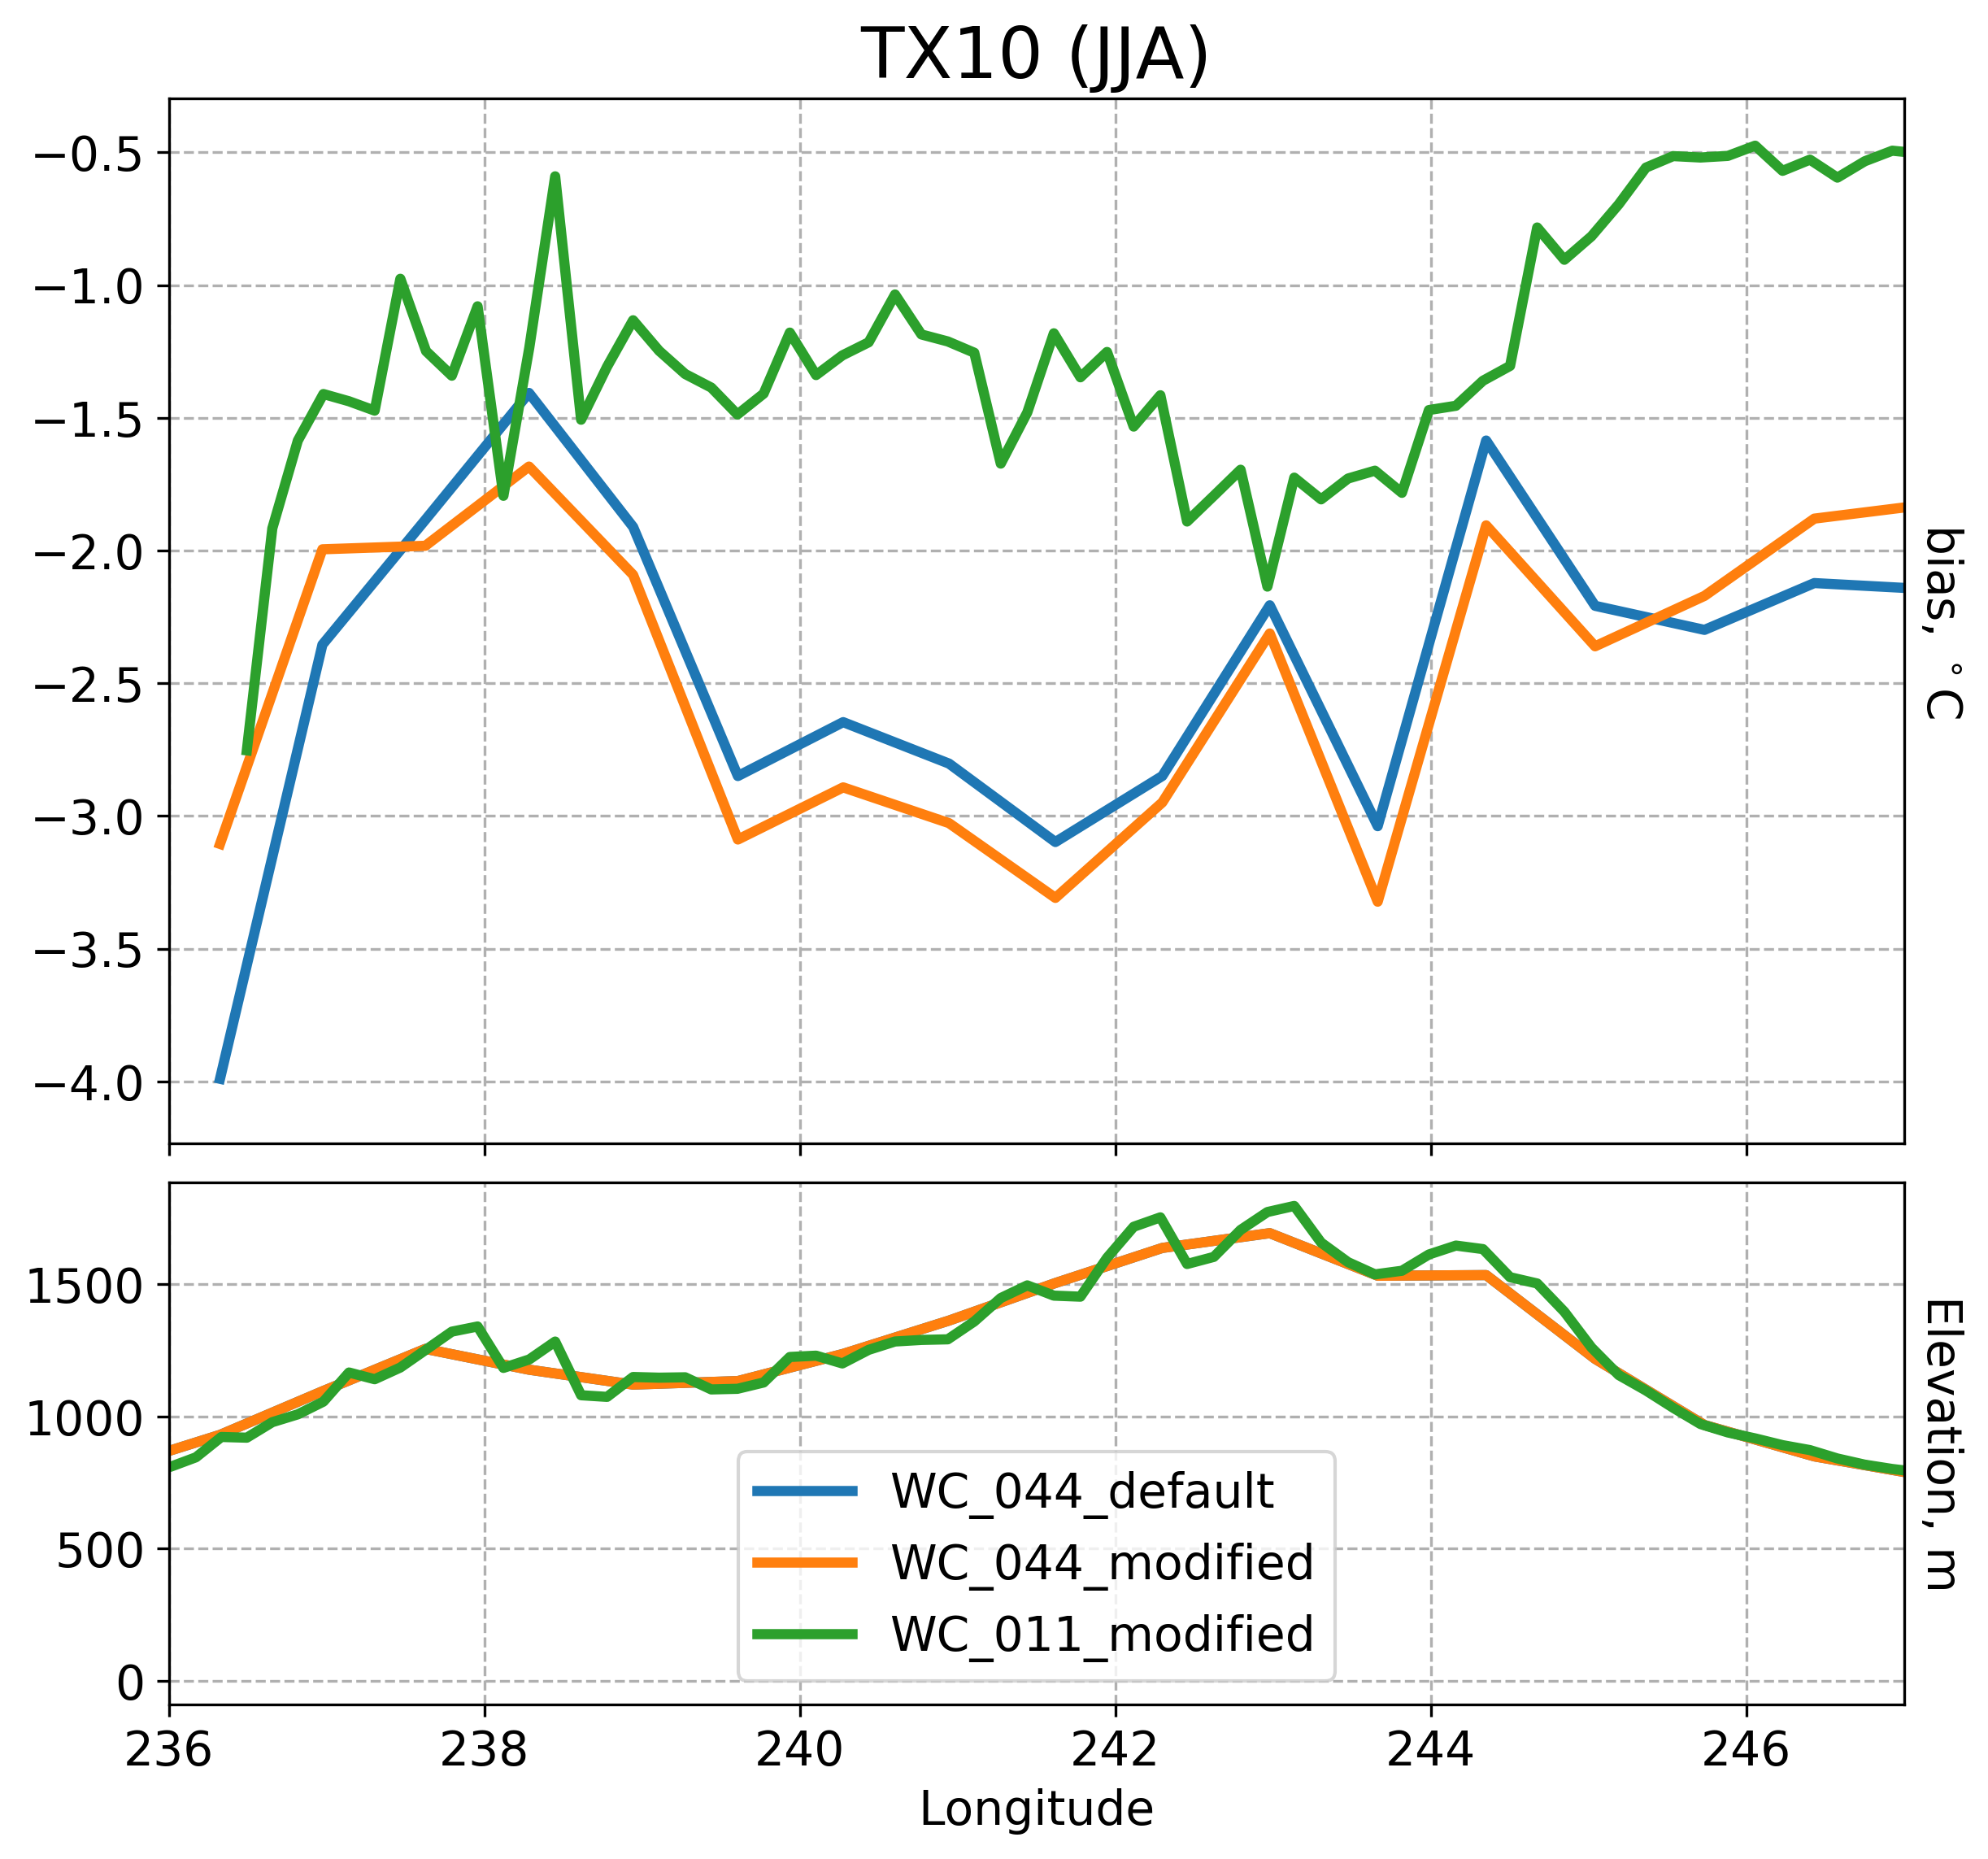 TX10 (JJA)
−0.5
−1.0
−1.5
−2.0
−2.5
−3.0
−3.5
−4.0
bias, °C
1500
1000
500
0
Elevation, m
WC_044_default
WC_044_modified
WC_011_modified
236 238 240 242 244 246
Longitude